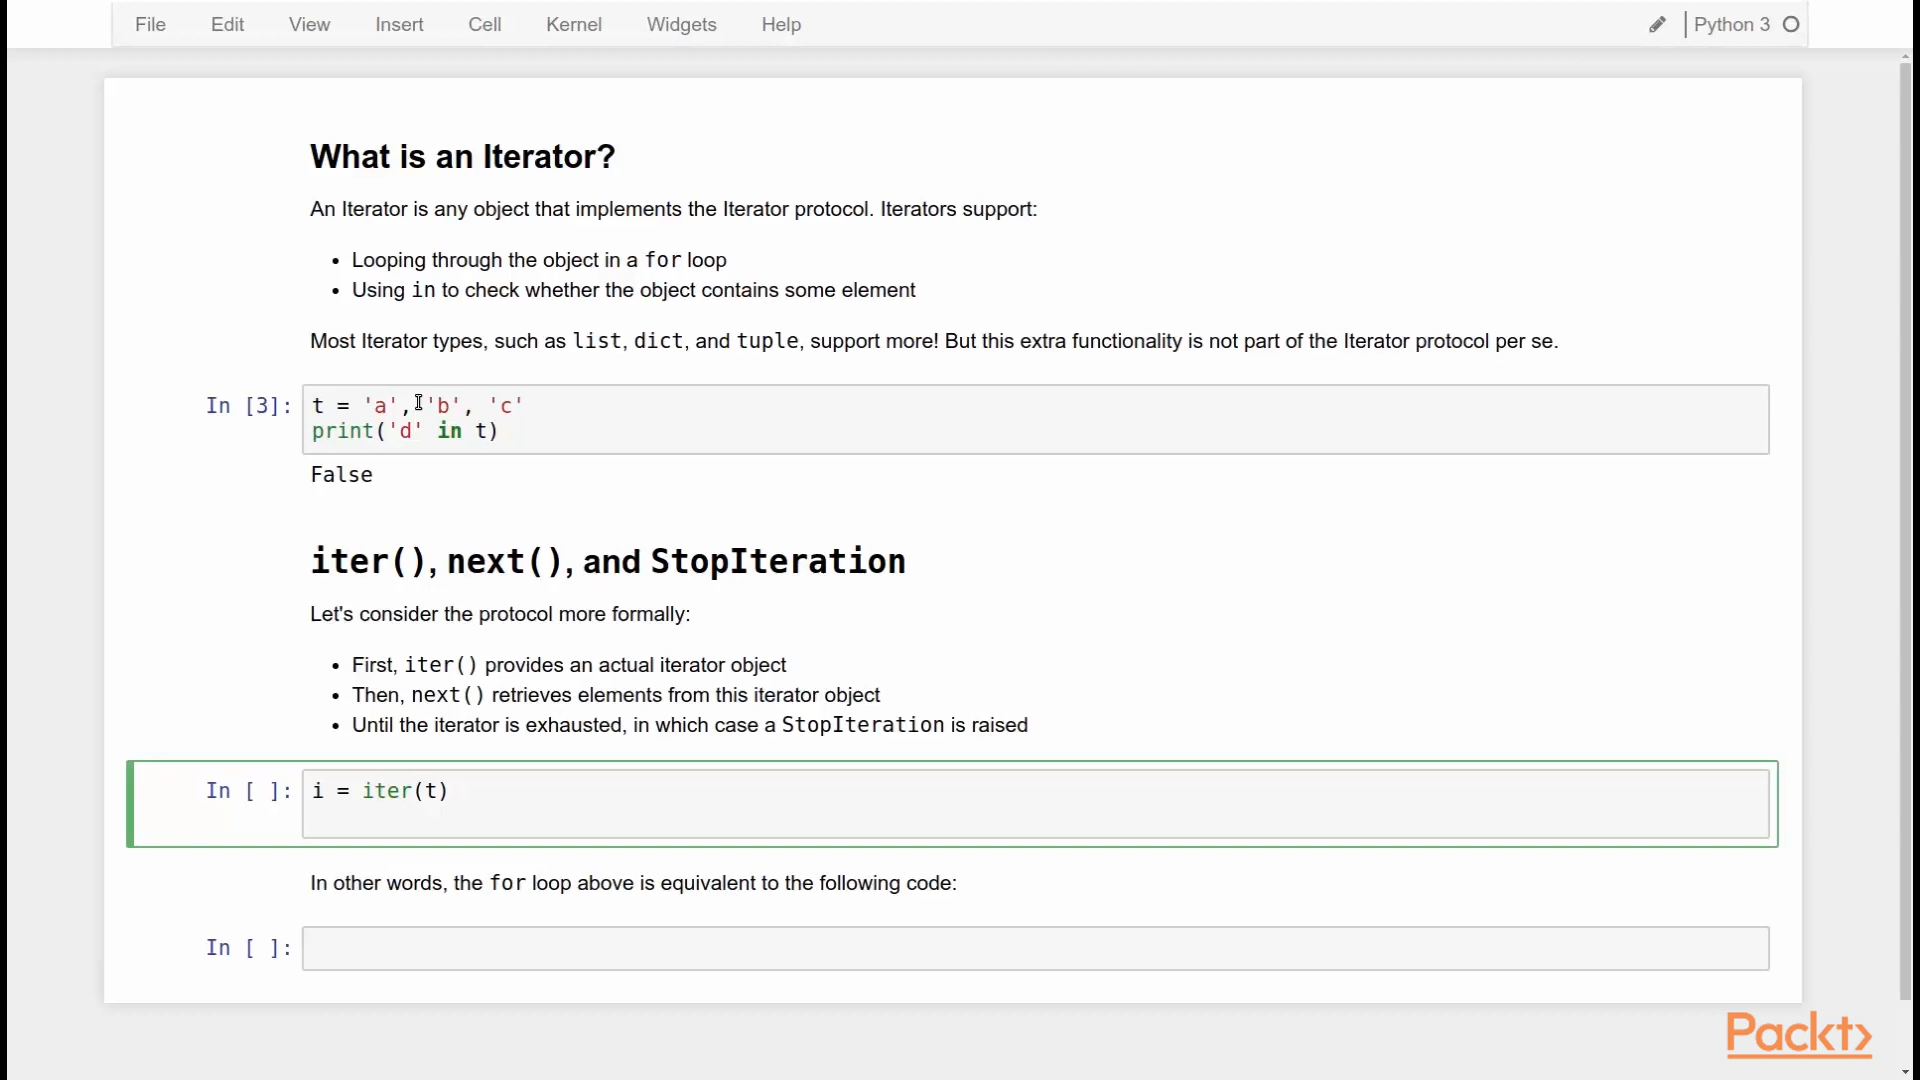 File Edit View Insert Cell Kernel Widgets Help Python 3
What is an Iterator?
An Iterator is any object that implements the Iterator protocol. Iterators support:
• Looping through the object in a for loop
• Using in to check whether the object contains some element
Most Iterator types, such as list, dict, and tuple, support more! But this extra functionality is not part of the Iterator protocol per se.
In [3]: t = 'a', 'b', 'c'
print('d' in t)
False
iter(), next(), and StopIteration
Let's consider the protocol more formally:
• First, iter() provides an actual iterator object
• Then, next() retrieves elements from this iterator object
• Until the iterator is exhausted, in which case a StopIteration is raised
In [ ]: i = iter(t)
In other words, the for loop above is equivalent to the following code:
In [ ]:
Packt>